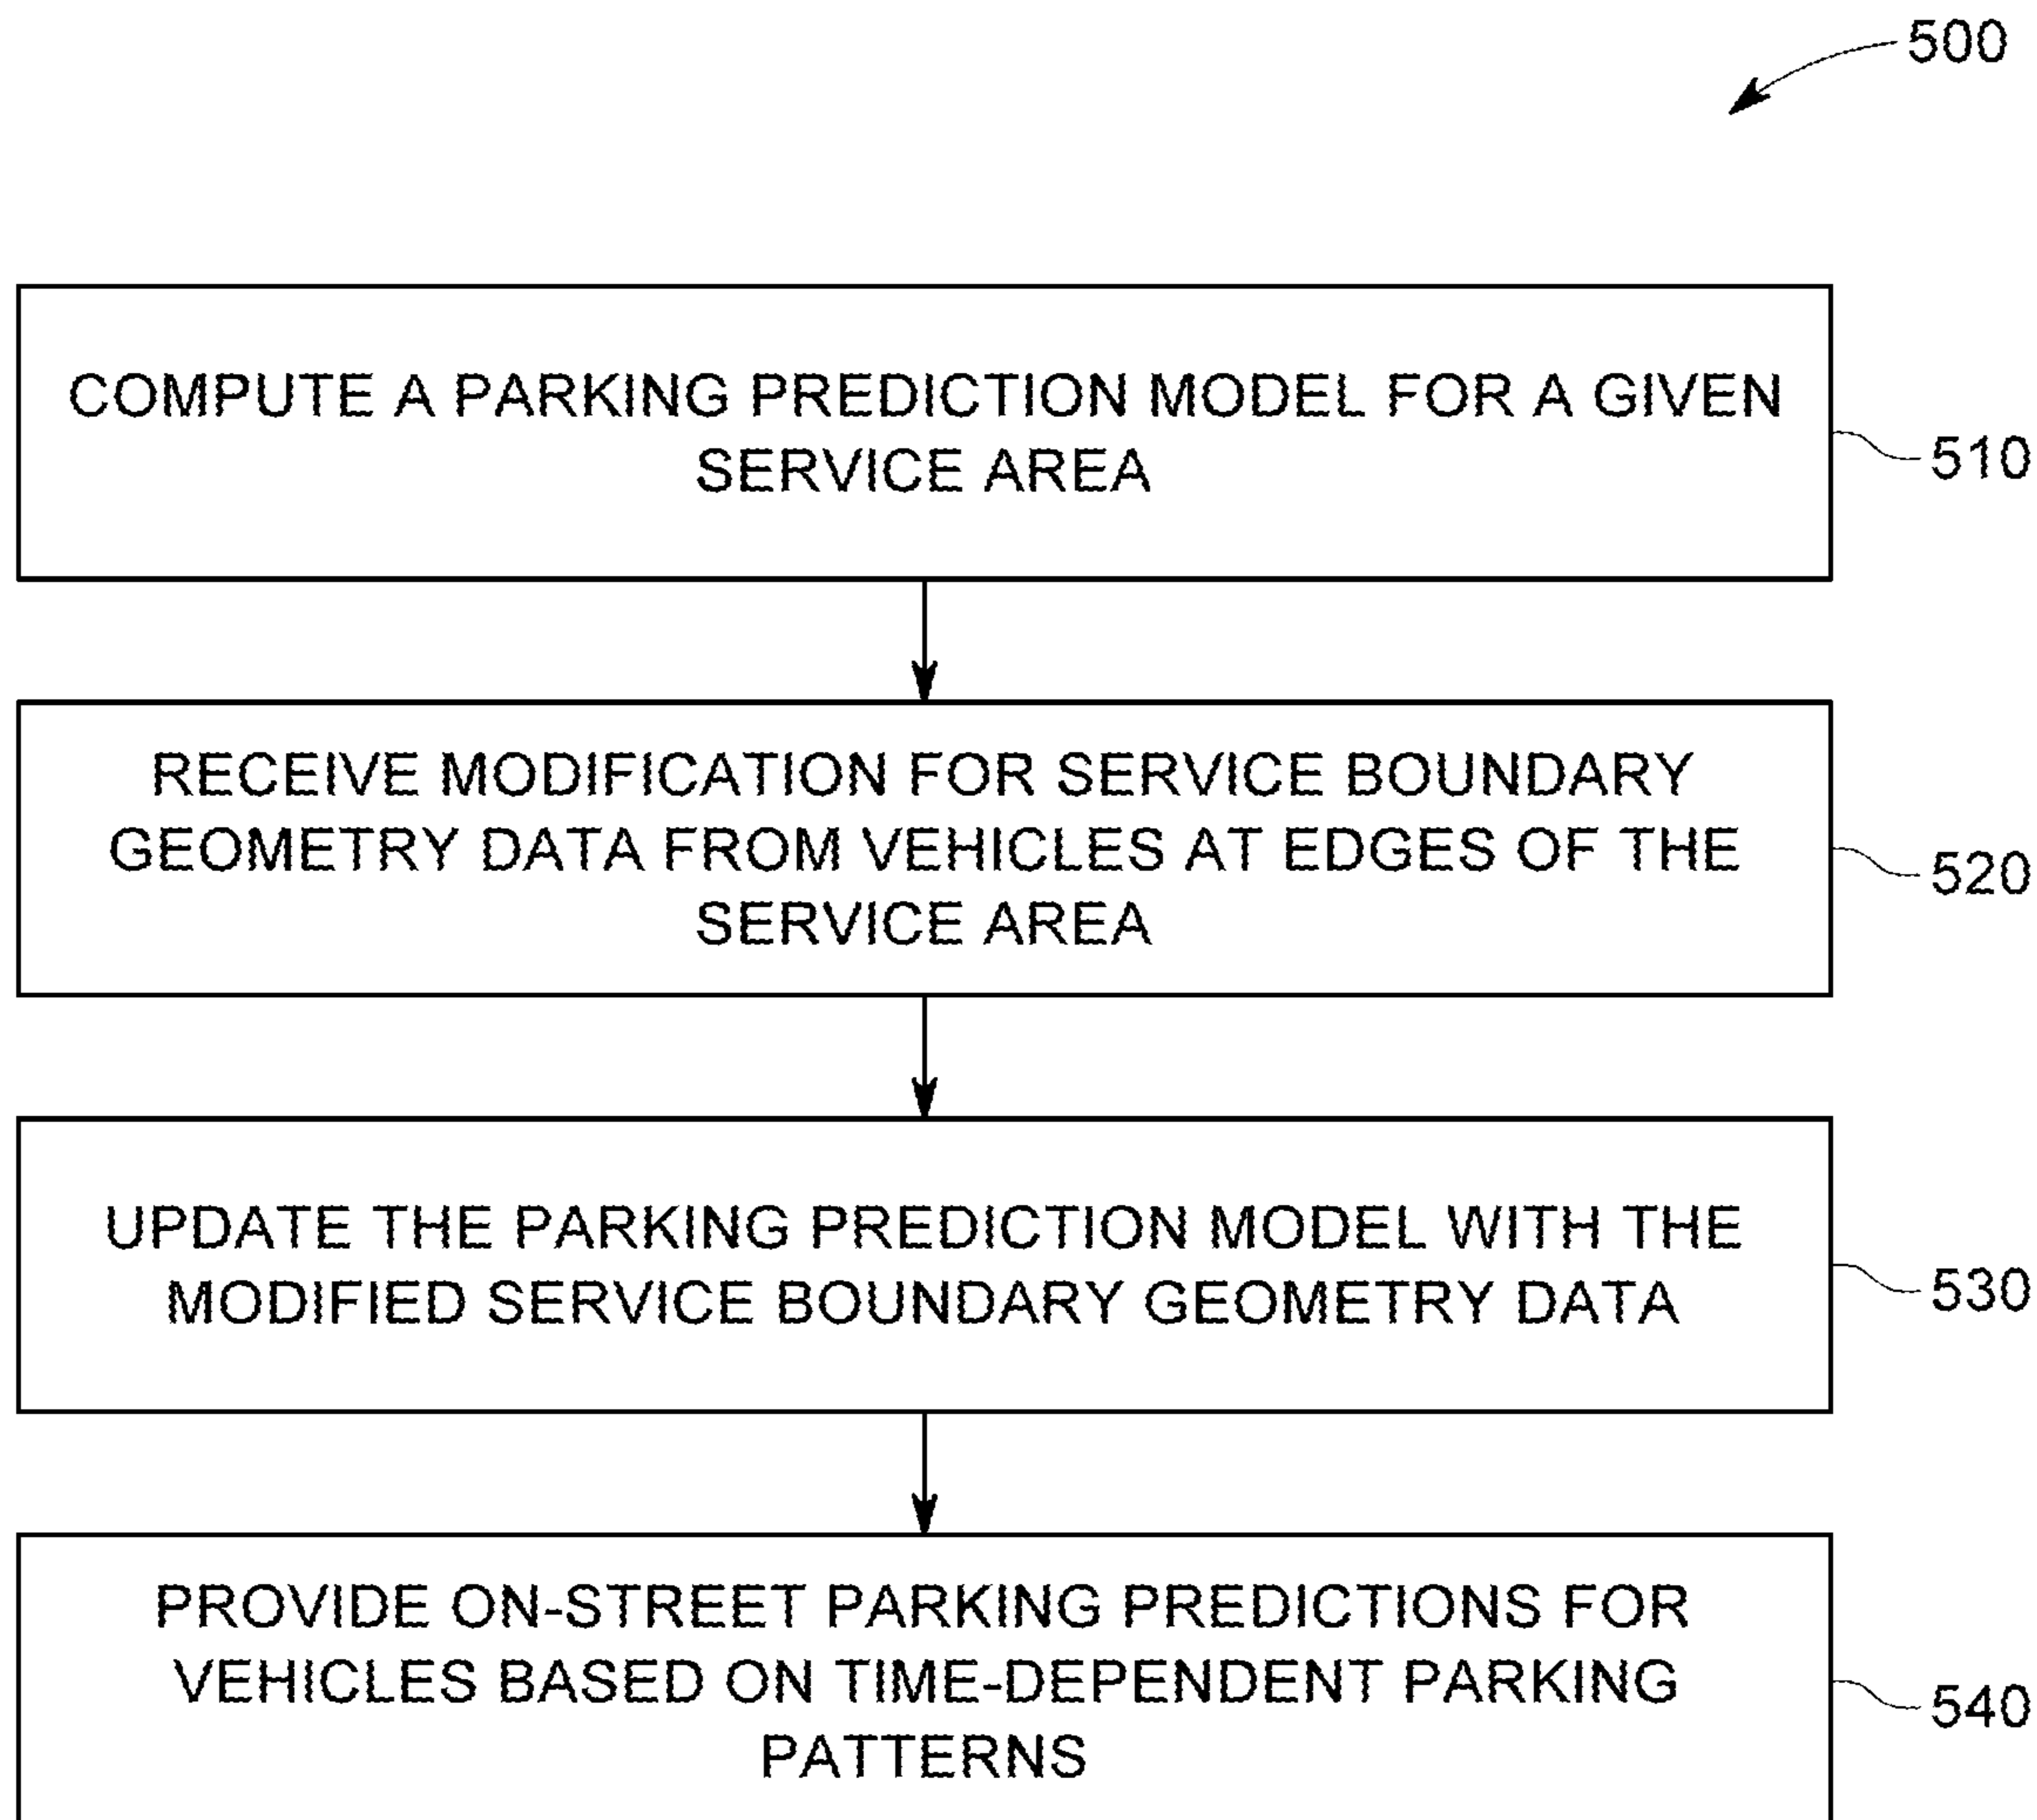 500
COMPUTE A PARKING PREDICTION MODEL FOR A GIVEN
SERVICE AREA
510
RECEIVE MODIFICATION FOR SERVICE BOUNDARY
GEOMETRY DATA FROM VEHICLES AT EDGES OF THE
SERVICE AREA
520
UPDATE THE PARKING PREDICTION MODEL WITH THE
MODIFIED SERVICE BOUNDARY GEOMETRY DATA
530
PROVIDE ON-STREET PARKING PREDICTIONS FOR
VEHICLES BASED ON TIME-DEPENDENT PARKING
PATTERNS
540